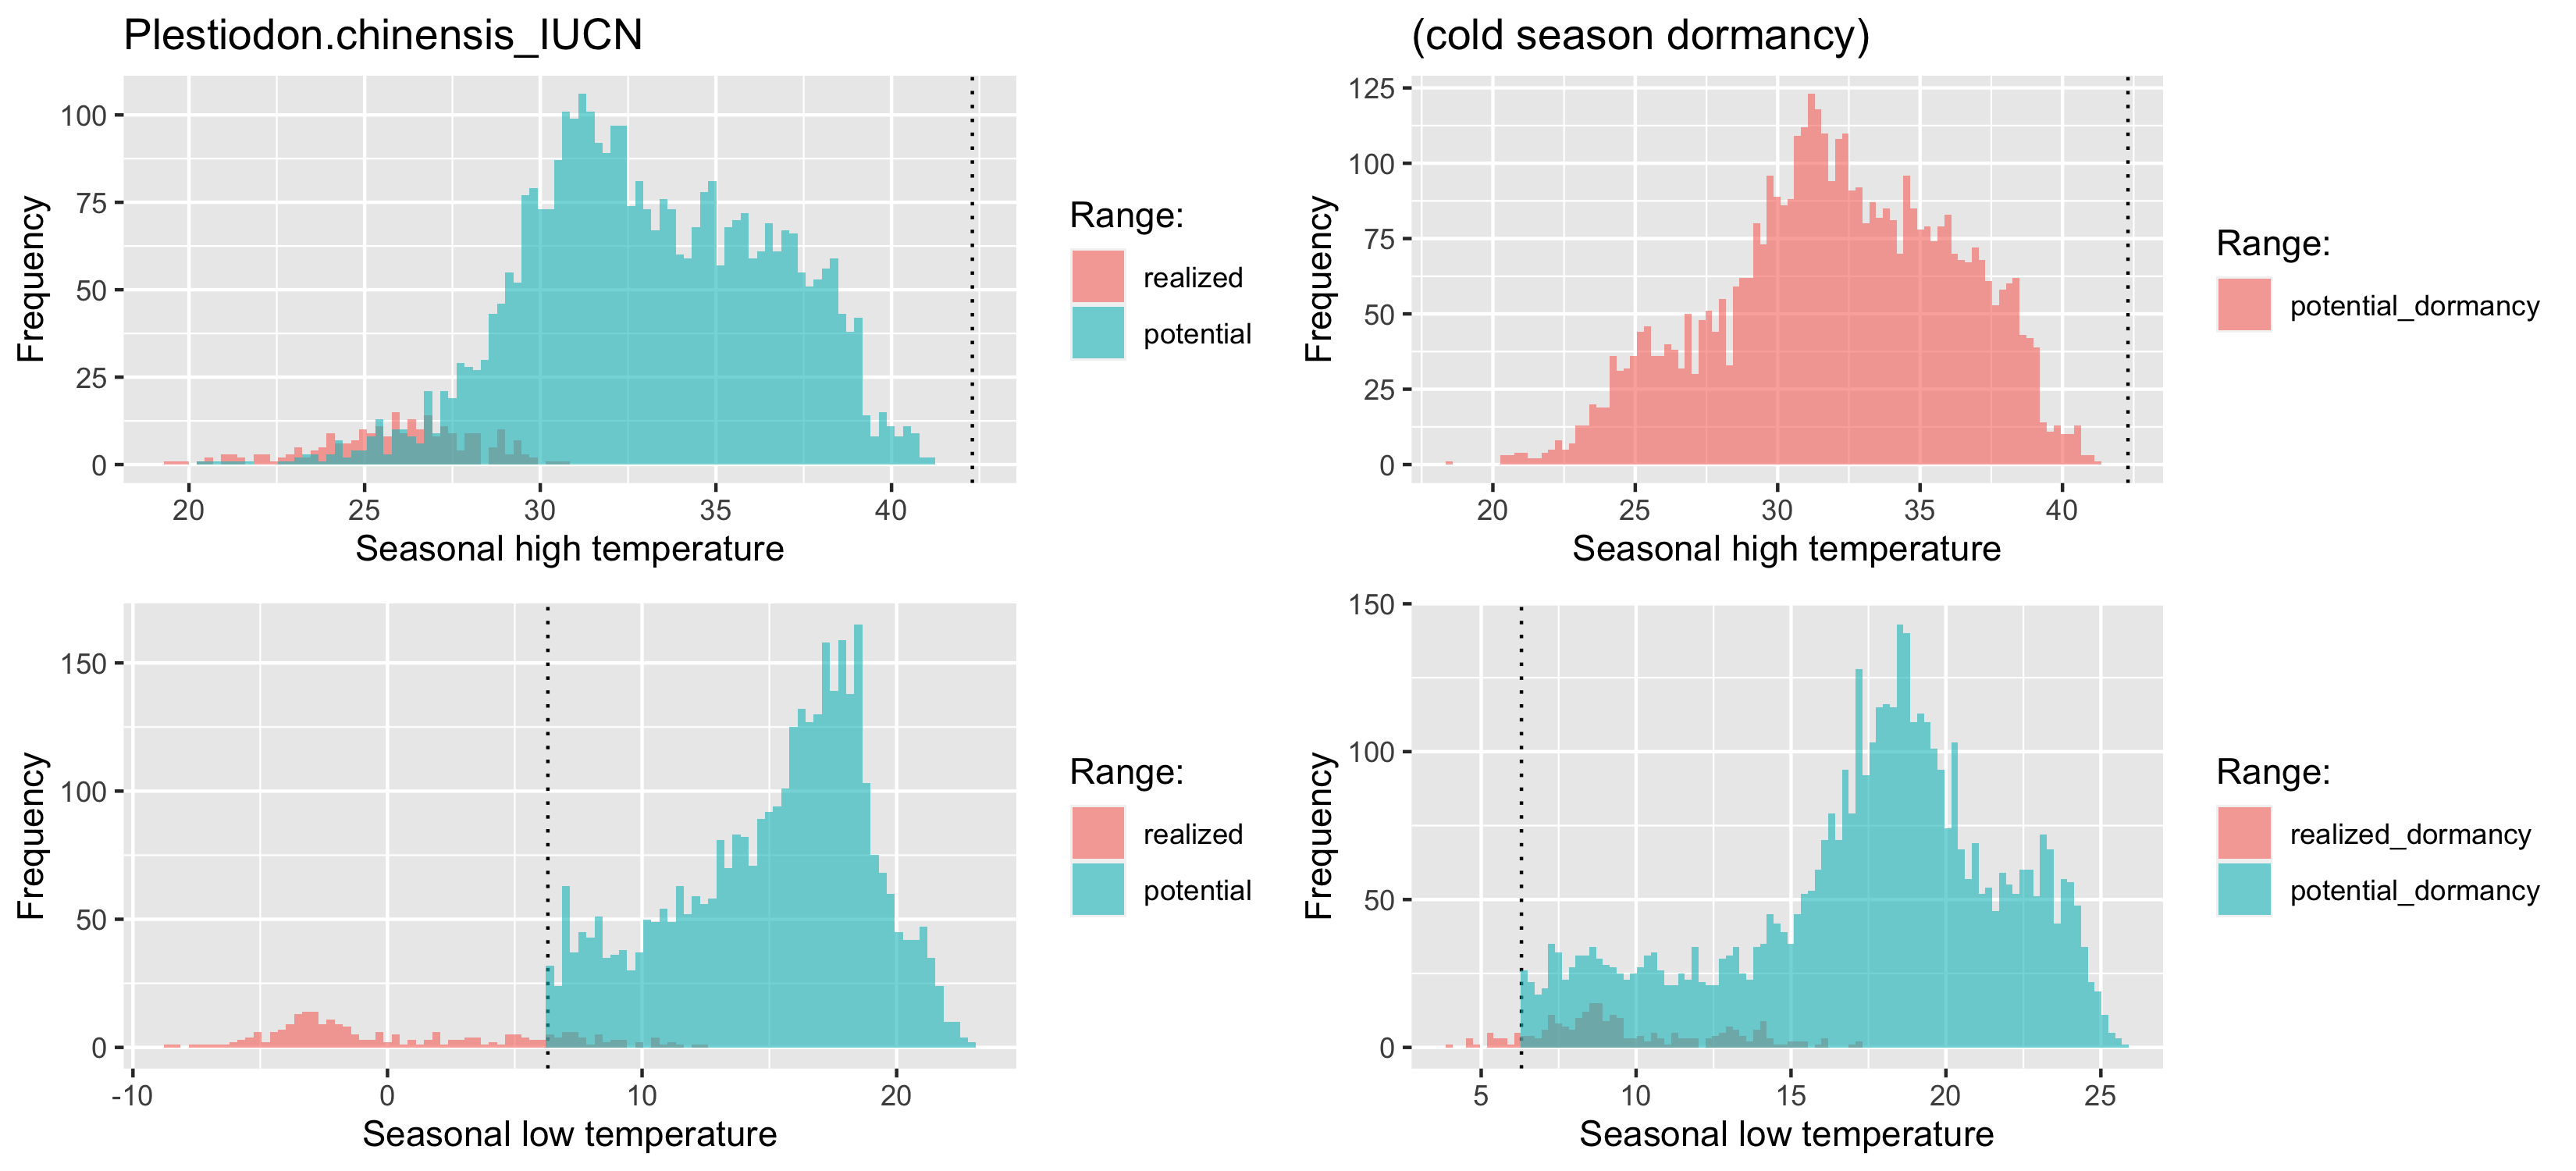 Plestiodon.chinensis_IUCN
100
75
50
25
0
Frequency
20 25 30 35 40
Seasonal high temperature
Range:
realized
potential
(cold season dormancy)
125
100
75
50
25
0
Frequency
20 25 30 35 40
Seasonal high temperature
Range:
potential_dormancy
150
100
50
0
Frequency
-10 0 10 20
Seasonal low temperature
Range:
realized
potential
150
100
50
0
Frequency
5 10 15 20 25
Seasonal low temperature
Range:
realized_dormancy
potential_dormancy